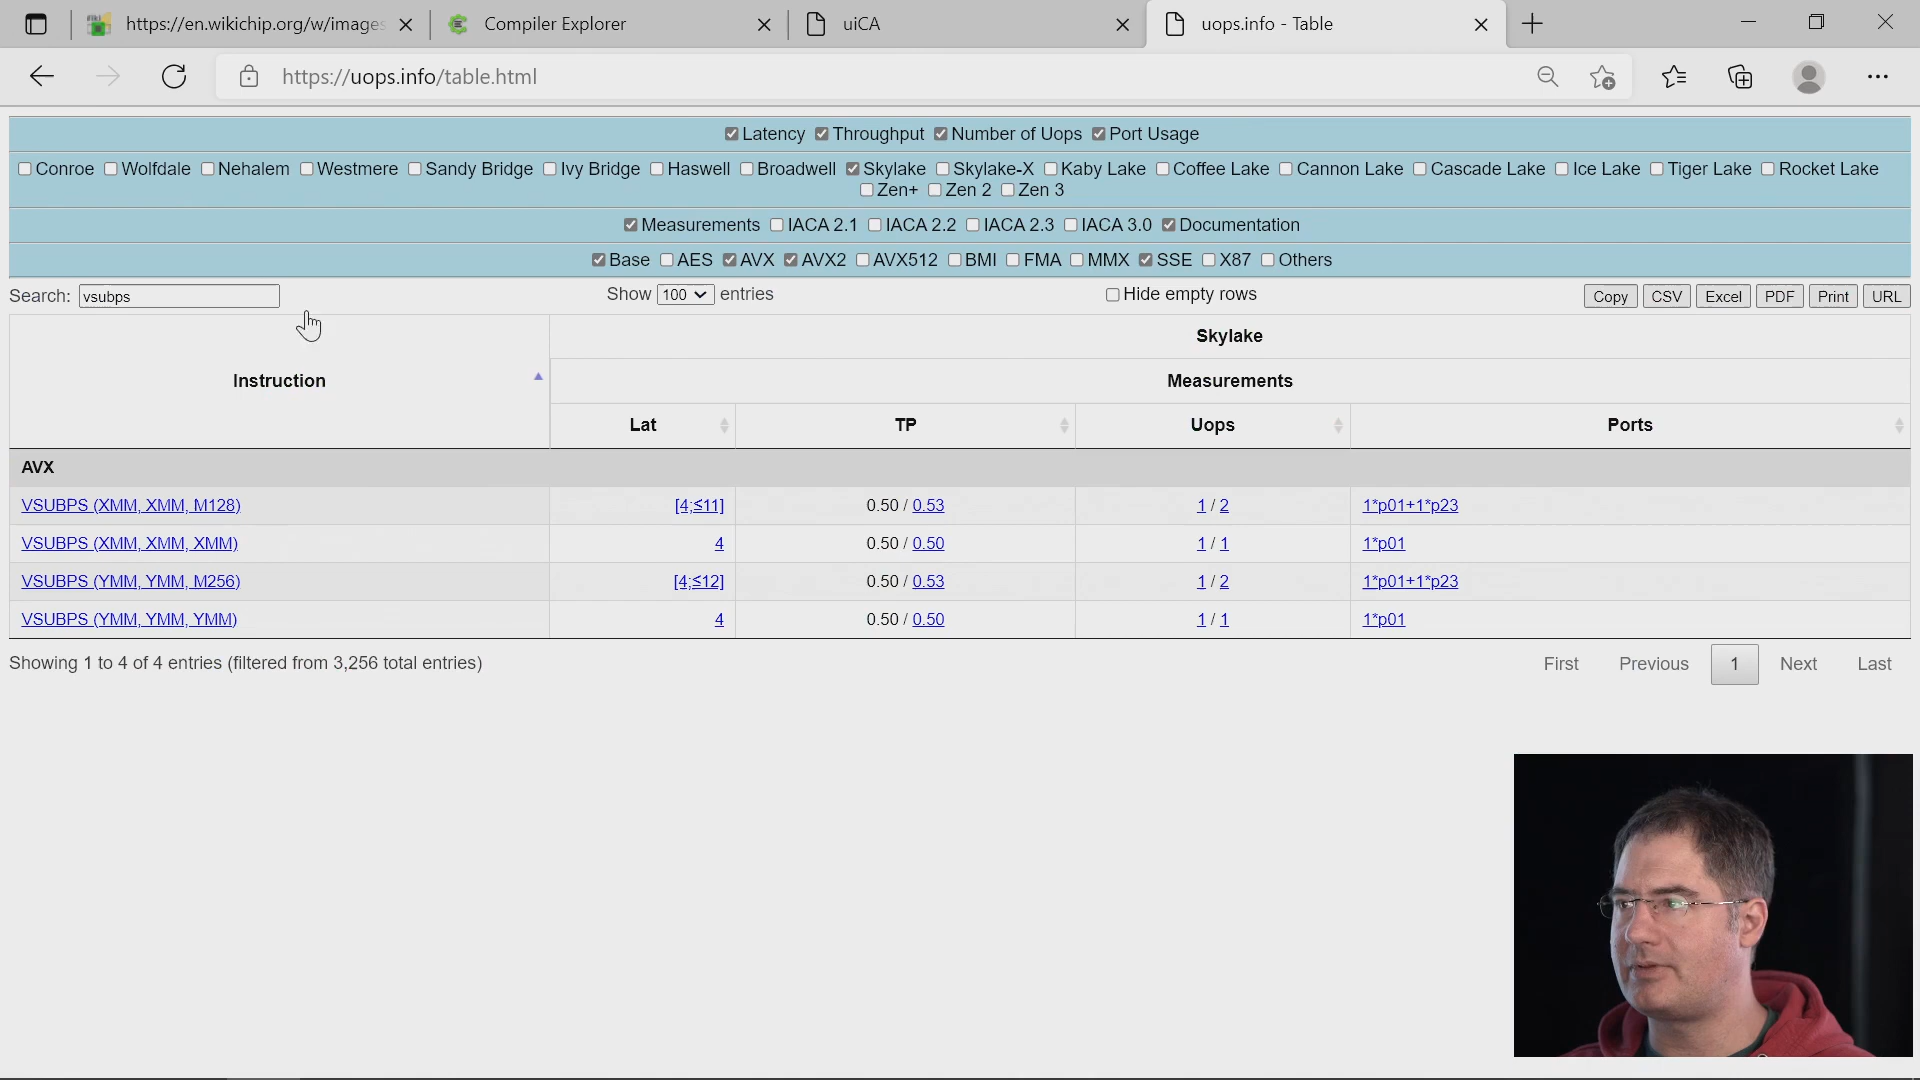 https://en.wikichip.org/w/images
Compiler Explorer
uiCA
uops.info - Table
https://uops.info/table.html
Latency Throughput Number of Uops Port Usage
Conroe Wolfdale Nehalem Westmere Sandy Bridge Ivy Bridge Haswell Broadwell Skylake Skylake-X Kaby Lake Coffee Lake Cannon Lake Cascade Lake Ice Lake Tiger Lake Rocket Lake
Zen+ Zen 2 Zen 3
Measurements IACA 2.1 IACA 2.2 IACA 2.3 IACA 3.0 Documentation
Base AES AVX AVX2 AVX512 BMI FMA MMX SSE X87 Others
Search: vsubps Show 100 entries Hide empty rows Copy CSV Excel PDF Print URL
Skylake
Instruction Measurements
Lat TP Uops Ports
AVX
VSUBPS (XMM, XMM, M128) [4;≤11] 0.50 / 0.53 1 / 2 1*p01+1*p23
VSUBPS (XMM, XMM, XMM) 4 0.50 / 0.50 1 / 1 1*p01
VSUBPS (YMM, YMM, M256) [4;≤12] 0.50 / 0.53 1 / 2 1*p01+1*p23
VSUBPS (YMM, YMM, YMM) 4 0.50 / 0.50 1 / 1 1*p01
Showing 1 to 4 of 4 entries (filtered from 3,256 total entries) First Previous 1 Next Last